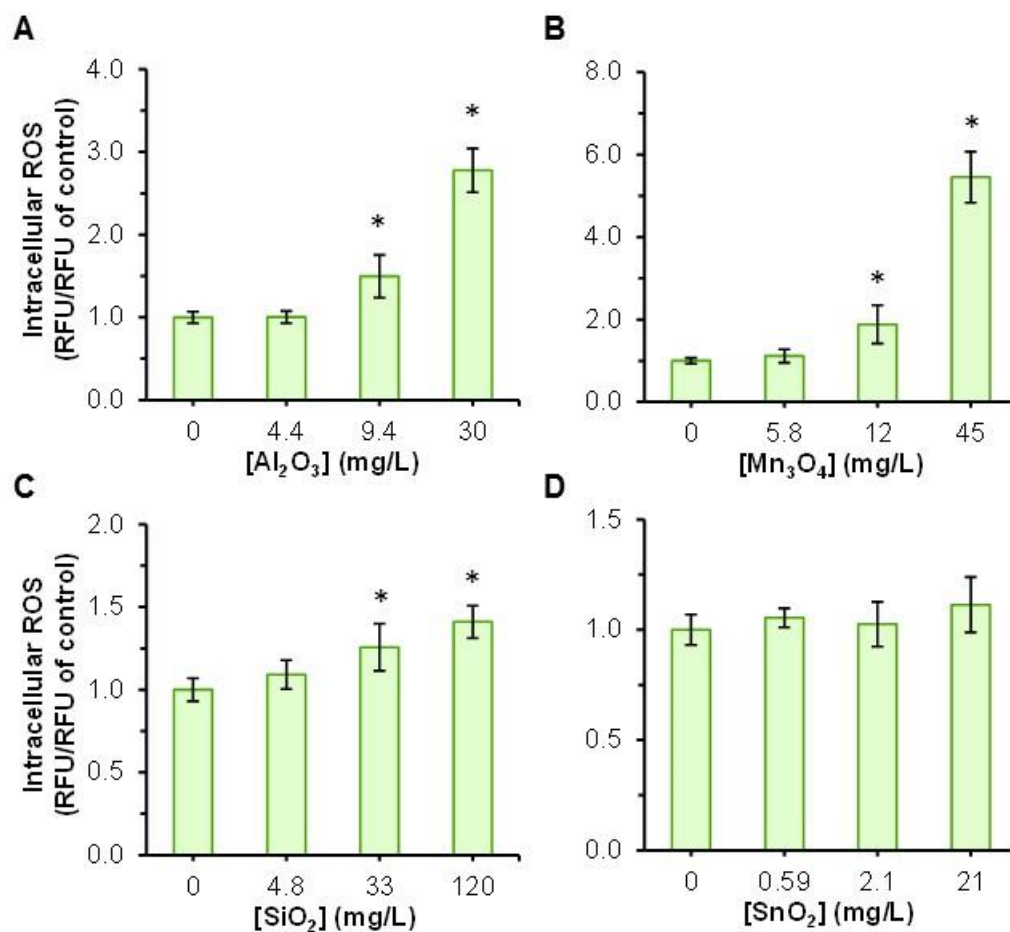 A
B
Intracellular ROS
(RFU/RFU of control)
4.0
3.0
2.0
1.0
0.0
*
*
0 4.4 9.4 30
[Al₂O₃] (mg/L)
8.0
6.0
4.0
2.0
0.0
*
*
0 5.8 12 45
[Mn₃O₄] (mg/L)
C
D
Intracellular ROS
(RFU/RFU of control)
2.0
1.5
1.0
0.5
0.0
*
*
0 4.8 33 120
[SiO₂] (mg/L)
1.5
1.0
0.5
0.0
0 0.59 2.1 21
[SnO₂] (mg/L)